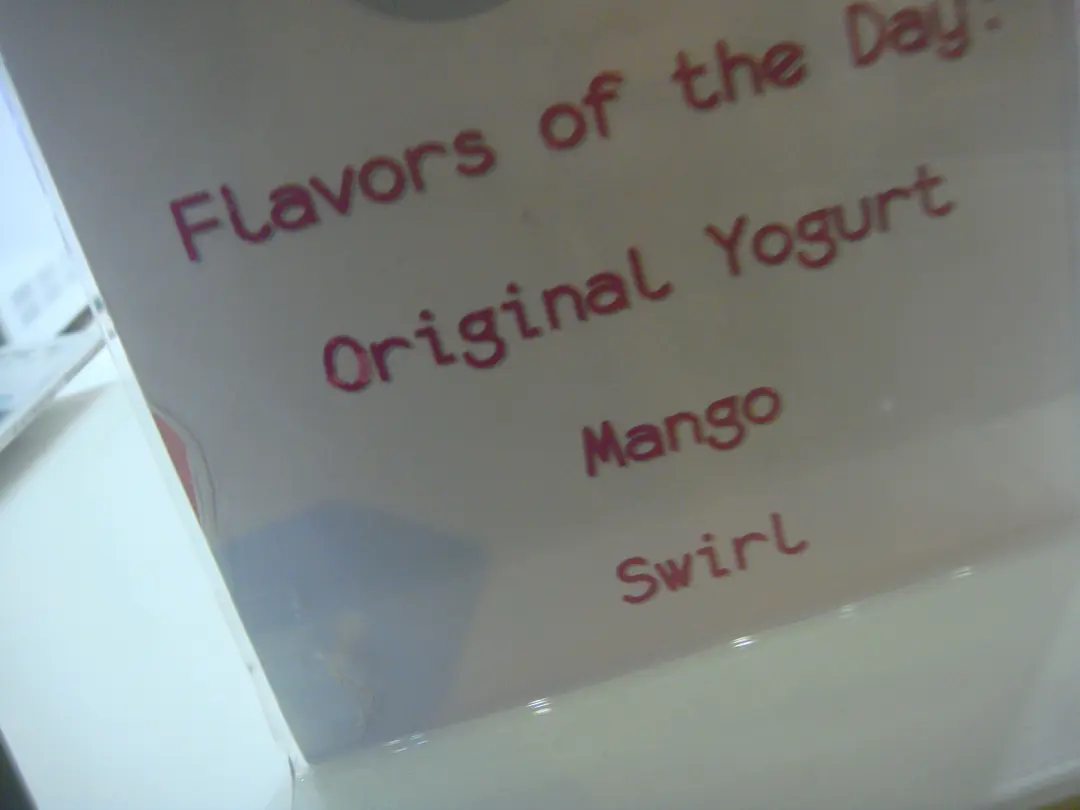 Flavors of the Day:
Original Yogurt
Mango
Swirl